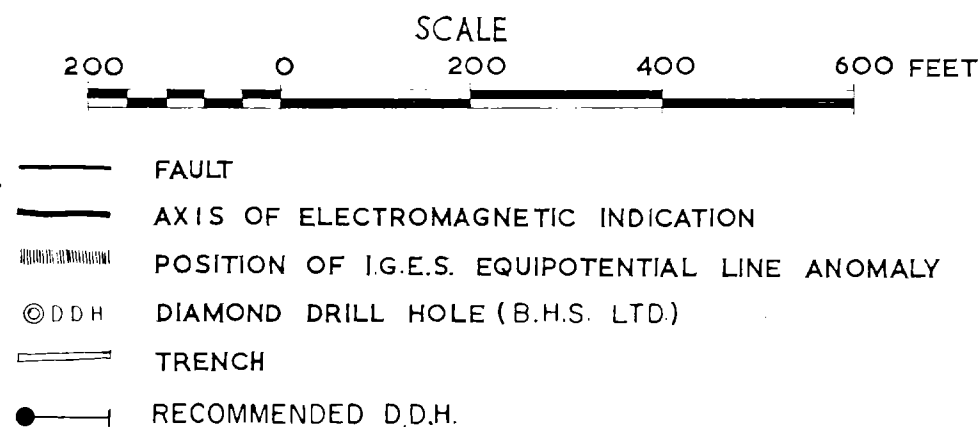 SCALE
200 0 200 400 600 FEET
FAULT
AXIS OF ELECTROMAGNETIC INDICATION
POSITION OF I.G.E.S. EQUIPOTENTIAL LINE ANOMALY
DDH DIAMOND DRILL HOLE (B.H.S. LTD.)
TRENCH
RECOMMENDED D.D.H.